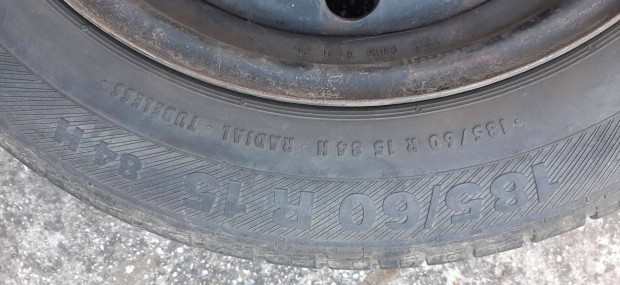 185/60 R 15 84 H - RADIAL - TUBELESS -
185/60 R 15 84 H